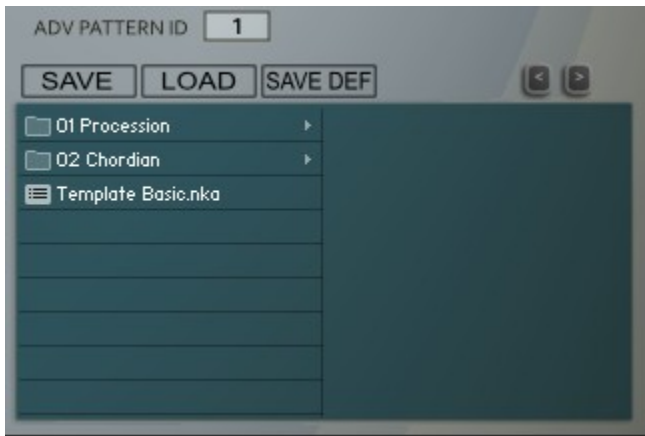 ADV PATTERN ID 1
SAVE LOAD SAVE DEF < >
01 Procession
02 Chordian
Template Basic.nka